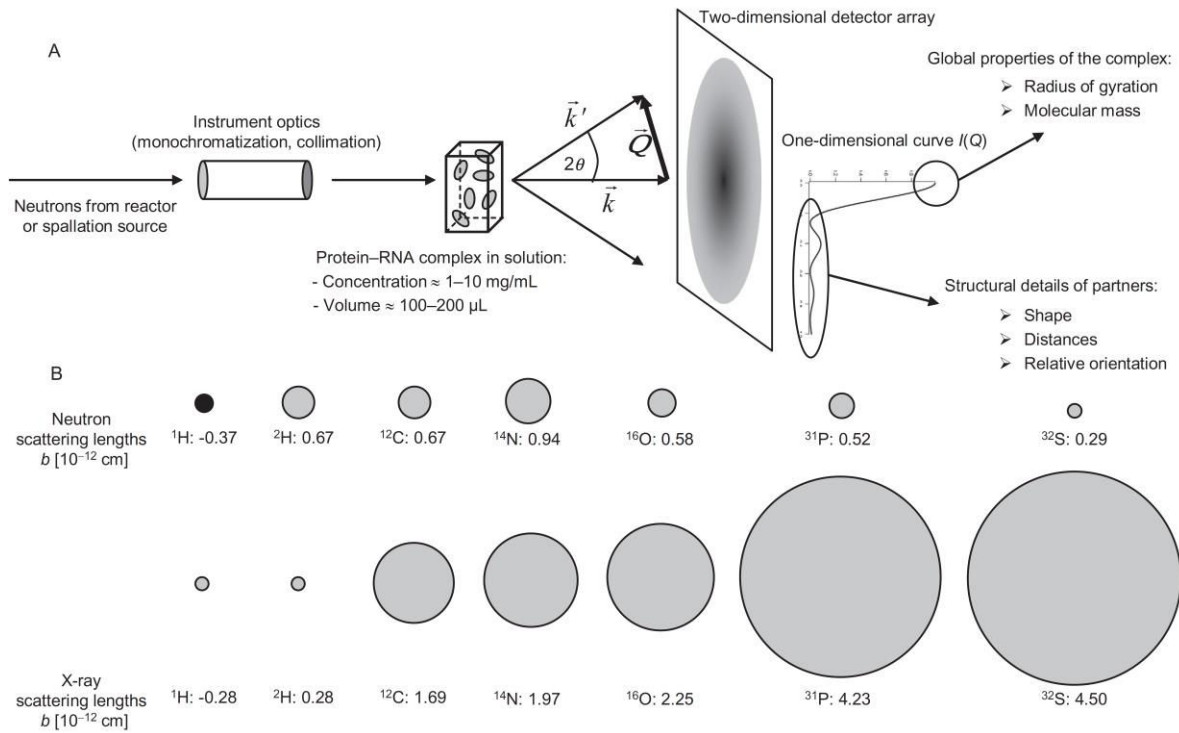 Two-dimensional detector array
A
Global properties of the complex:
➢ Radius of gyration
➢ Molecular mass
Instrument optics
(monochromatization, collimation)
k⃗′
Q⃗
2θ
k⃗
One-dimensional curve I(Q)
Neutrons from reactor
or spallation source
Protein–RNA complex in solution:
- Concentration ≈ 1–10 mg/mL
- Volume ≈ 100–200 µL
Structural details of partners:
➢ Shape
➢ Distances
➢ Relative orientation
B
Neutron
scattering lengths
b [10⁻¹² cm]
¹H: -0.37 ²H: 0.67 ¹²C: 0.67 ¹⁴N: 0.94 ¹⁶O: 0.58 ³¹P: 0.52 ³²S: 0.29
X-ray
scattering lengths
b [10⁻¹² cm]
¹H: -0.28 ²H: 0.28 ¹²C: 1.69 ¹⁴N: 1.97 ¹⁶O: 2.25 ³¹P: 4.23 ³²S: 4.50